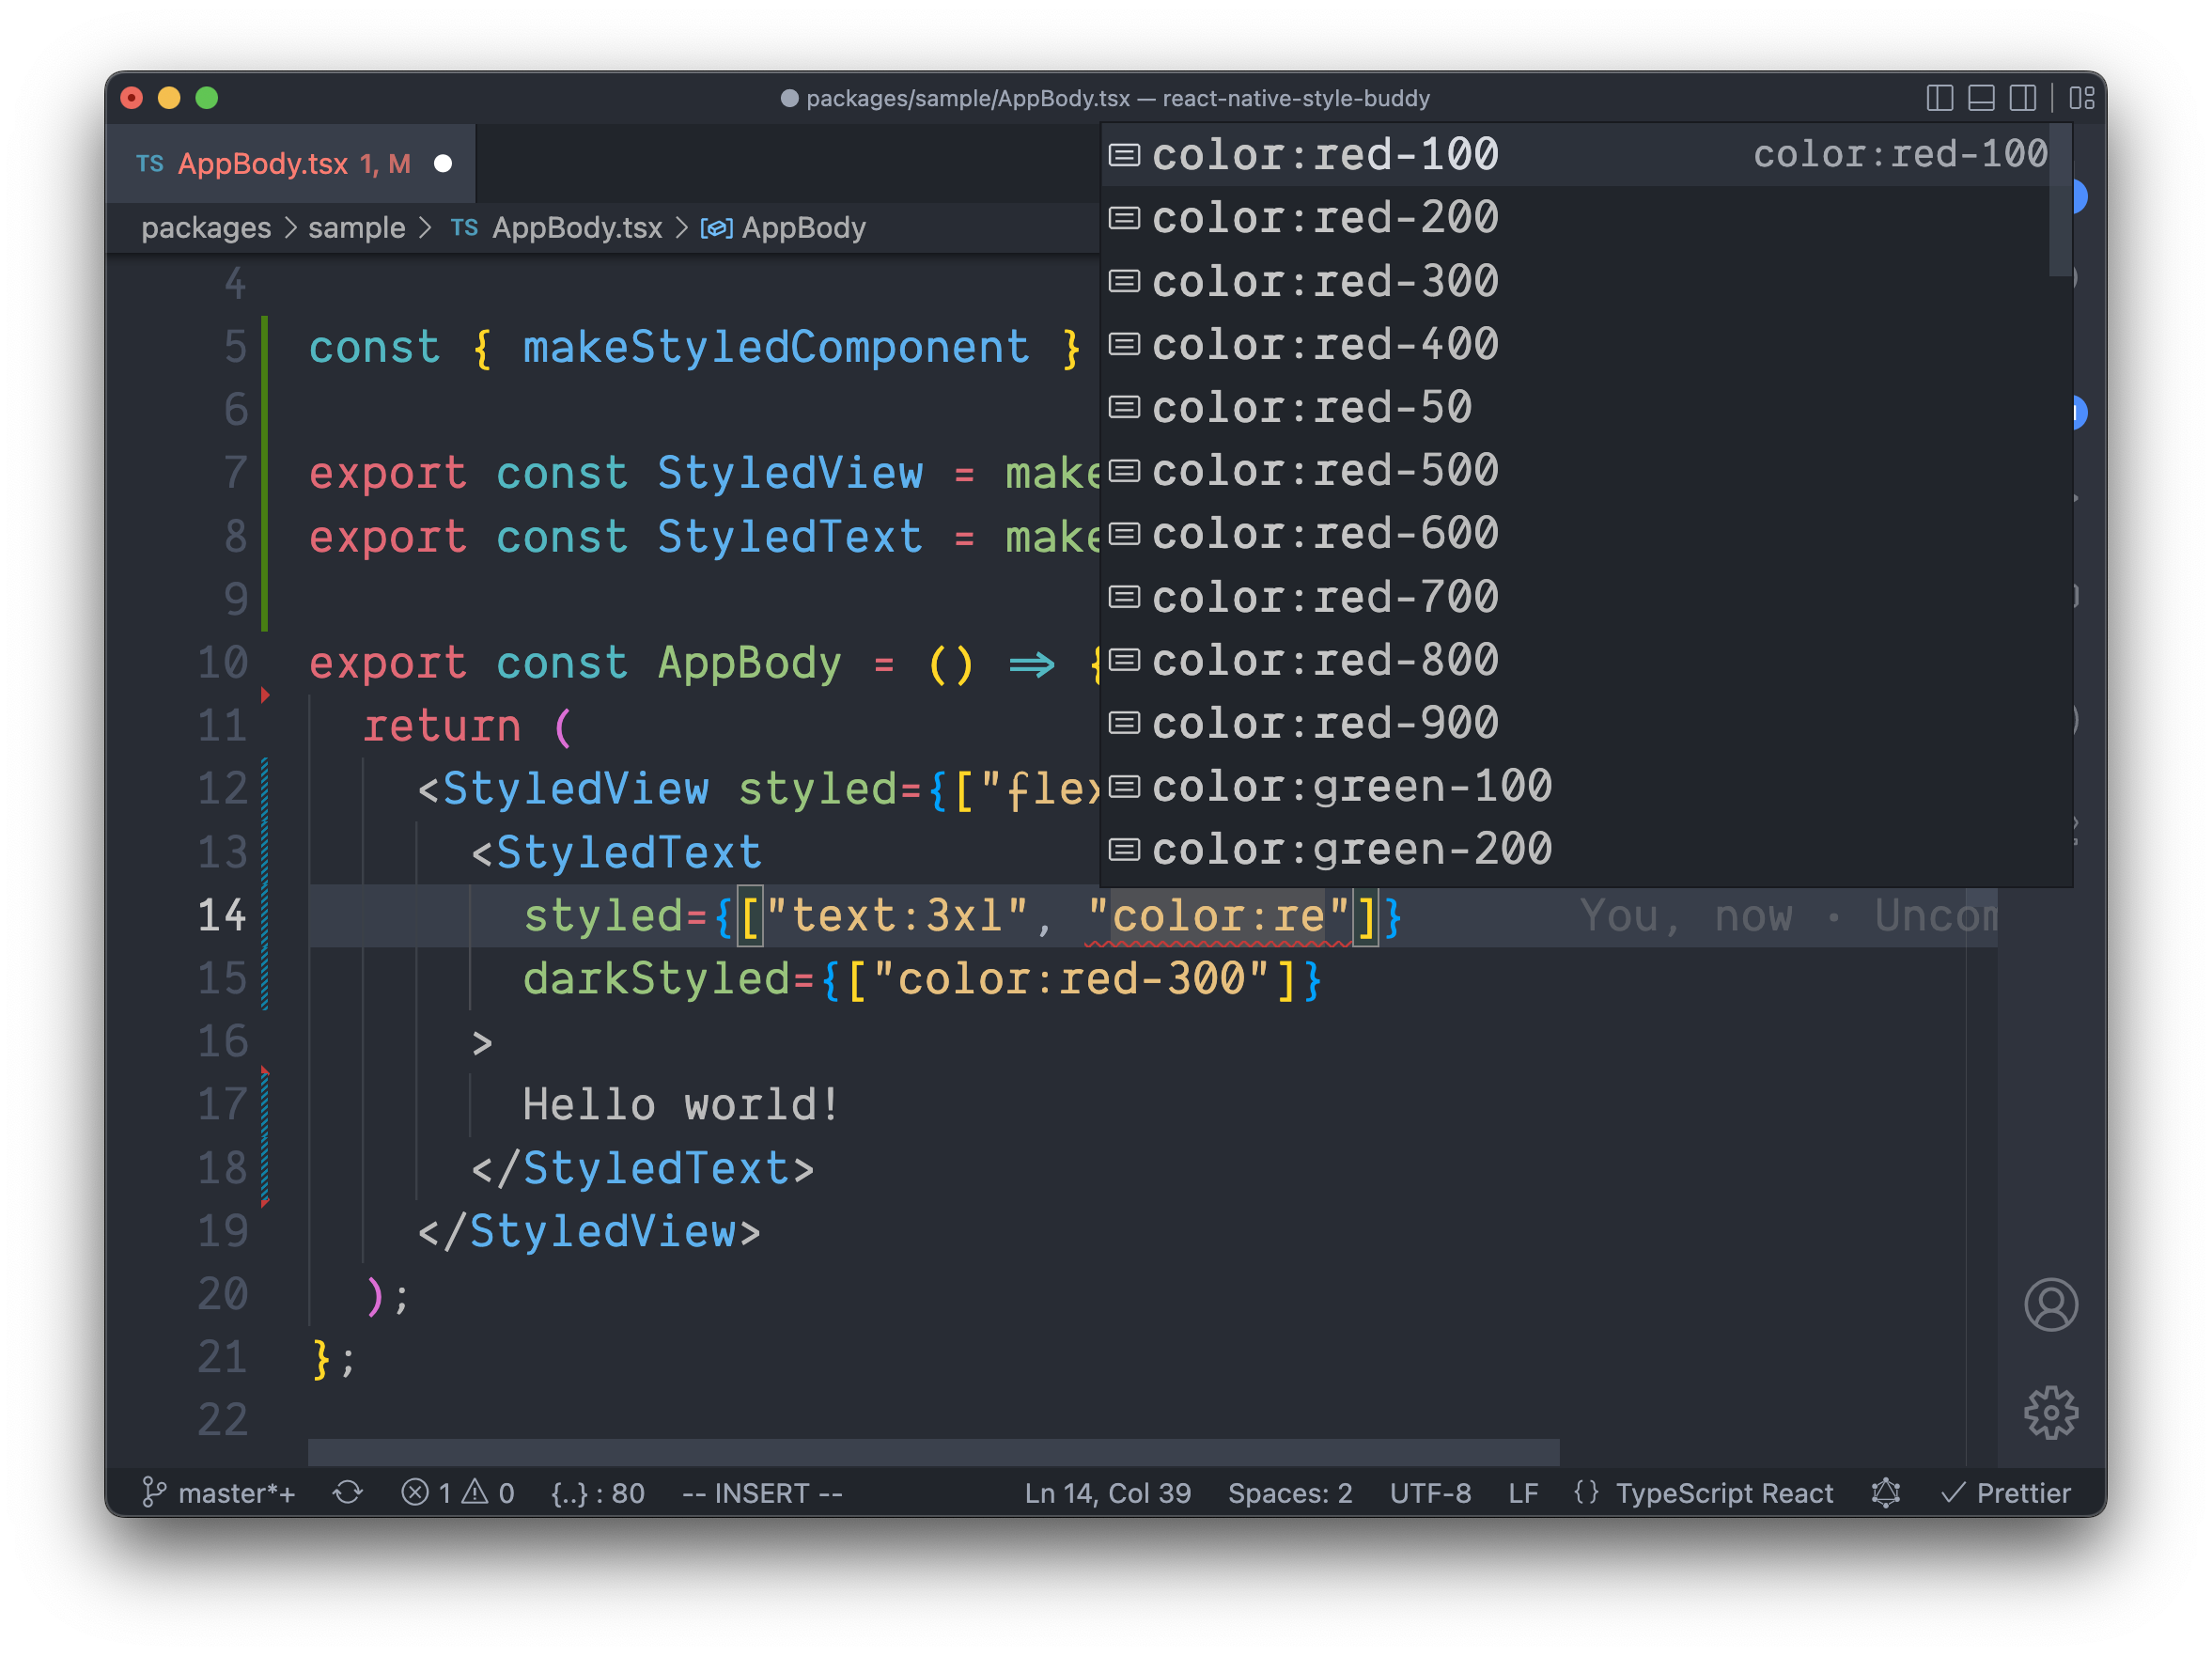 packages/sample/AppBody.tsx — react-native-style-buddy
TS AppBody.tsx 1, M
packages > sample > TS AppBody.tsx > AppBody
color:red-100 color:red-100
color:red-200
color:red-300
color:red-400
color:red-50
color:red-500
color:red-600
color:red-700
color:red-800
color:red-900
color:green-100
color:green-200
4
5 const { makeStyledComponent }
6
7 export const StyledView = make
8 export const StyledText = make
9
10 export const AppBody = () => {
11 return (
12 <StyledView styled={["flex
13 <StyledText
14 styled={["text:3xl", "color:re"]} You, now • Uncom
15 darkStyled={["color:red-300"]}
16 >
17 Hello world!
18 </StyledText>
19 </StyledView>
20 );
21 };
22
master*+ 1 0 {..} : 80 -- INSERT -- Ln 14, Col 39 Spaces: 2 UTF-8 LF {} TypeScript React Prettier